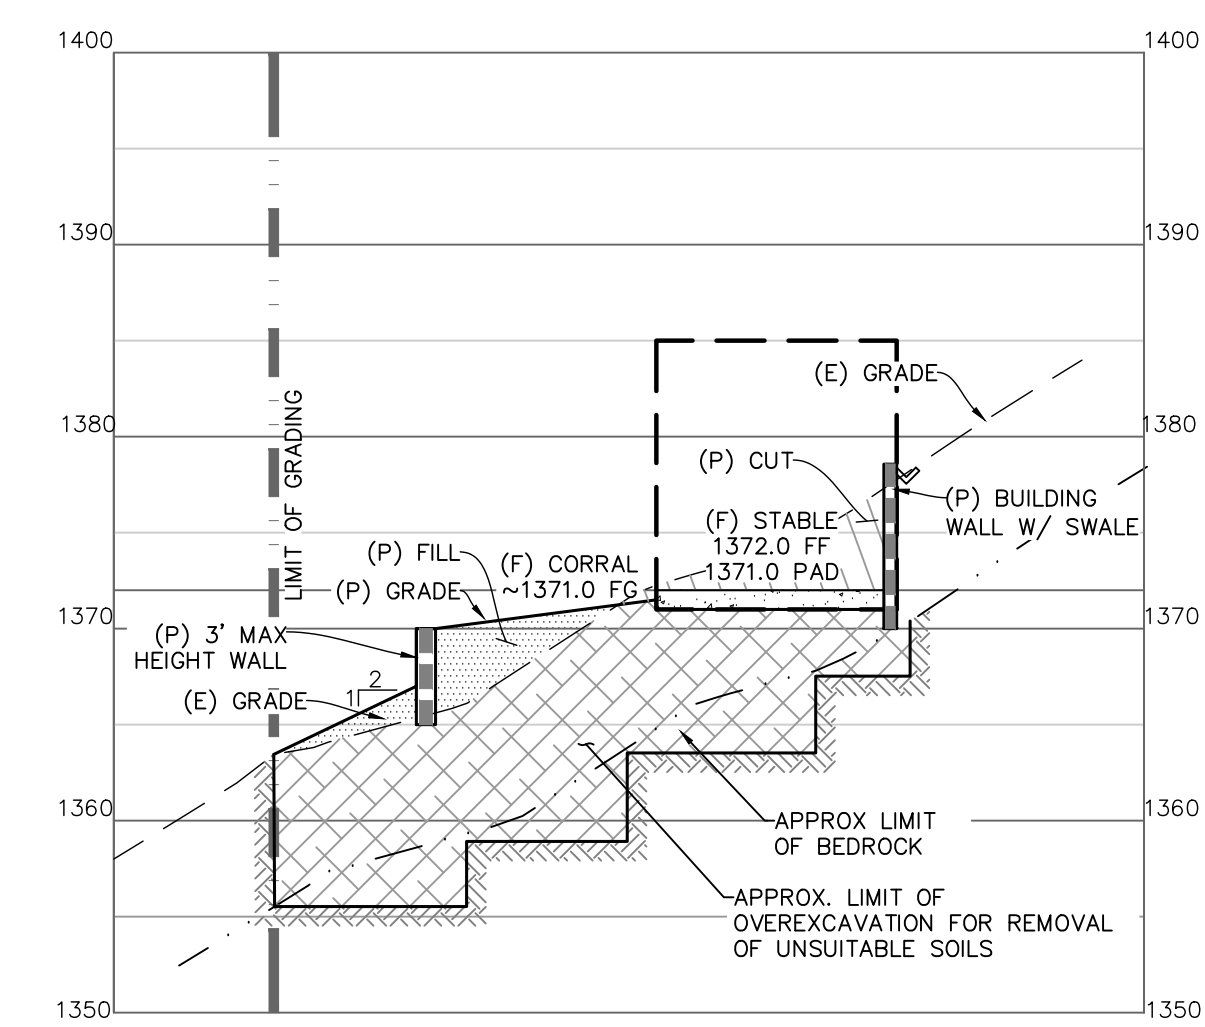 1400
1400
1390
1390
(E) GRADE
1380
1380
LIMIT OF GRADING
(P) CUT
(P) BUILDING
WALL W/ SWALE
(F) STABLE
1372.0 FF
1371.0 PAD
(P) FILL
(F) CORRAL
~1371.0 FG
(P) GRADE
1370
1370
(P) 3' MAX
HEIGHT WALL
2
1
(E) GRADE
1360
1360
APPROX LIMIT
OF BEDROCK
APPROX. LIMIT OF
OVEREXCAVATION FOR REMOVAL
OF UNSUITABLE SOILS
1350
1350